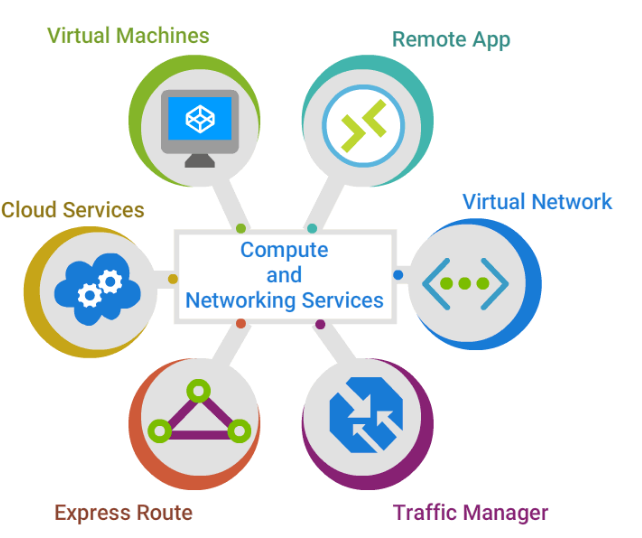 Virtual Machines
Remote App
Cloud Services
Virtual Network
Compute
and
Networking Services
Express Route
Traffic Manager